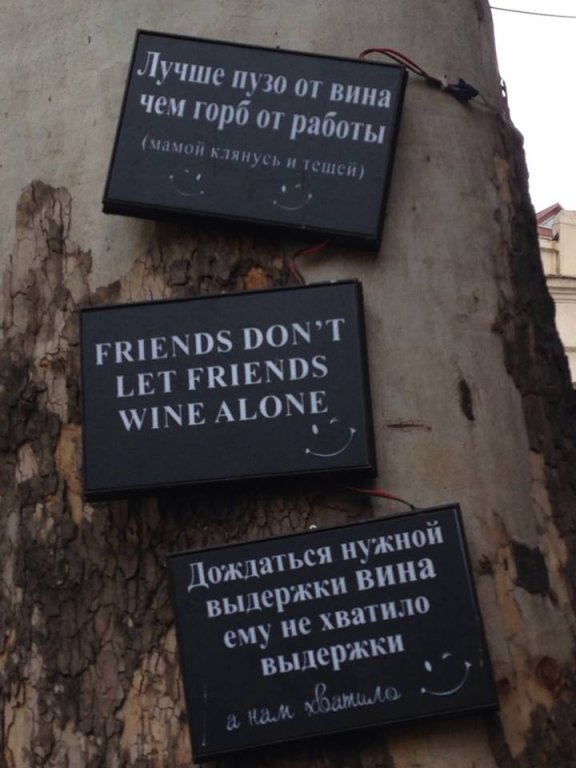 Лучше пузо от вина
чем горб от работы
(мамой клянусь и тещей)
FRIENDS DON'T
LET FRIENDS
WINE ALONE
Дождаться нужной
выдержки вина
ему не хватило
выдержки
а нам хватило